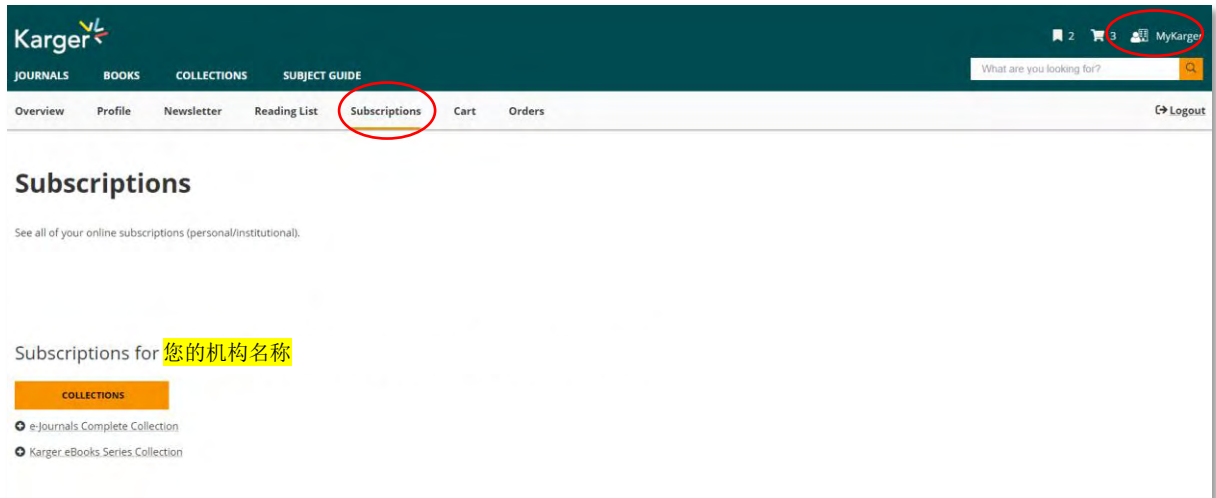 Karger
2 3 MyKarger
JOURNALS BOOKS COLLECTIONS SUBJECT GUIDE
What are you looking for?
Overview Profile Newsletter Reading List Subscriptions Cart Orders Logout
Subscriptions
See all of your online subscriptions (personal/institutional).
Subscriptions for 您的机构名称
COLLECTIONS
e-Journals Complete Collection
Karger eBooks Series Collection